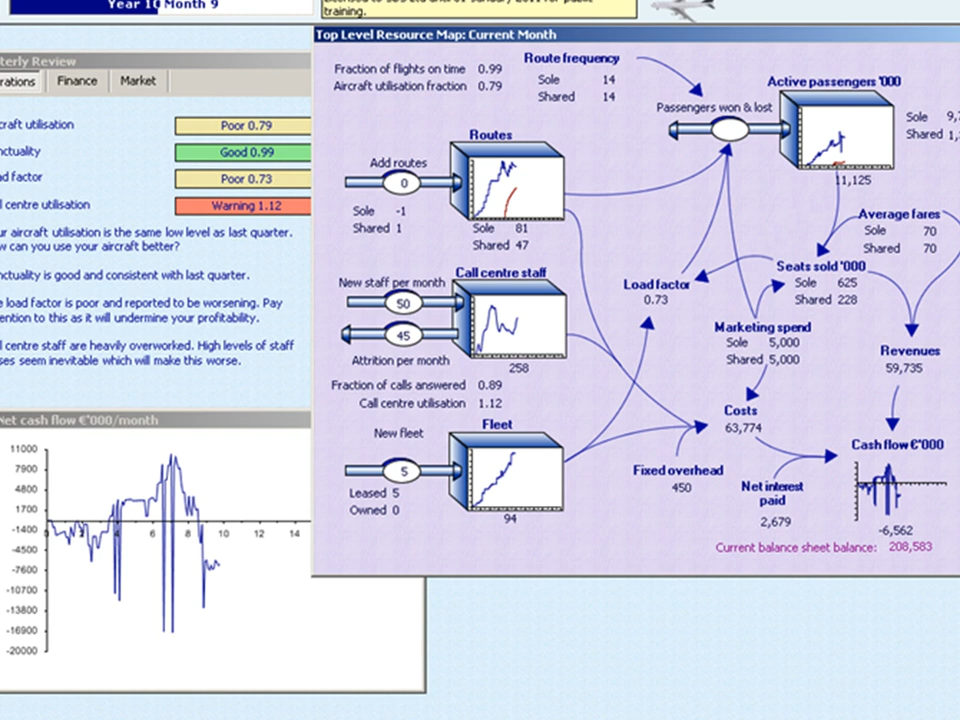 Year 10 Month 9
training.
Top Level Resource Map: Current Month
terly Review
rations Finance Market
craft utilisation Poor 0.79
nctuality Good 0.99
ad factor Poor 0.73
l centre utilisation Warning 1.12
ur aircraft utilisation is the same low level as last quarter.
w can you use your aircraft better?
nctuality is good and consistent with last quarter.
e load factor is poor and reported to be worsening. Pay
ention to this as it will undermine your profitability.
l centre staff are heavily overworked. High levels of staff
ses seem inevitable which will make this worse.
Net cash flow €'000/month
11000
7900
4800
1700
-1400
-4500
-7600
-10700
-13800
-16900
-20000
0 2 4 6 8 10 12 14
Fraction of flights on time 0.99
Aircraft utilisation fraction 0.79
Route frequency
Sole 14
Shared 14
Passengers won & lost
Active passengers '000
Sole 9,7
Shared 1,
11,125
Routes
Add routes
0
Sole -1
Shared 1
Sole 81
Shared 47
Average fares
Sole 70
Shared 70
Call centre staff
New staff per month
50
45
Attrition per month
258
Fraction of calls answered 0.89
Call centre utilisation 1.12
Load factor
0.73
Seats sold '000
Sole 625
Shared 228
Marketing spend
Sole 5,000
Shared 5,000
Revenues
59,735
Costs
63,774
Fleet
New fleet
5
Leased 5
Owned 0
94
Fixed overhead
450
Net interest
paid
2,679
Cash flow €'000
-6,562
Current balance sheet balance: 208,583